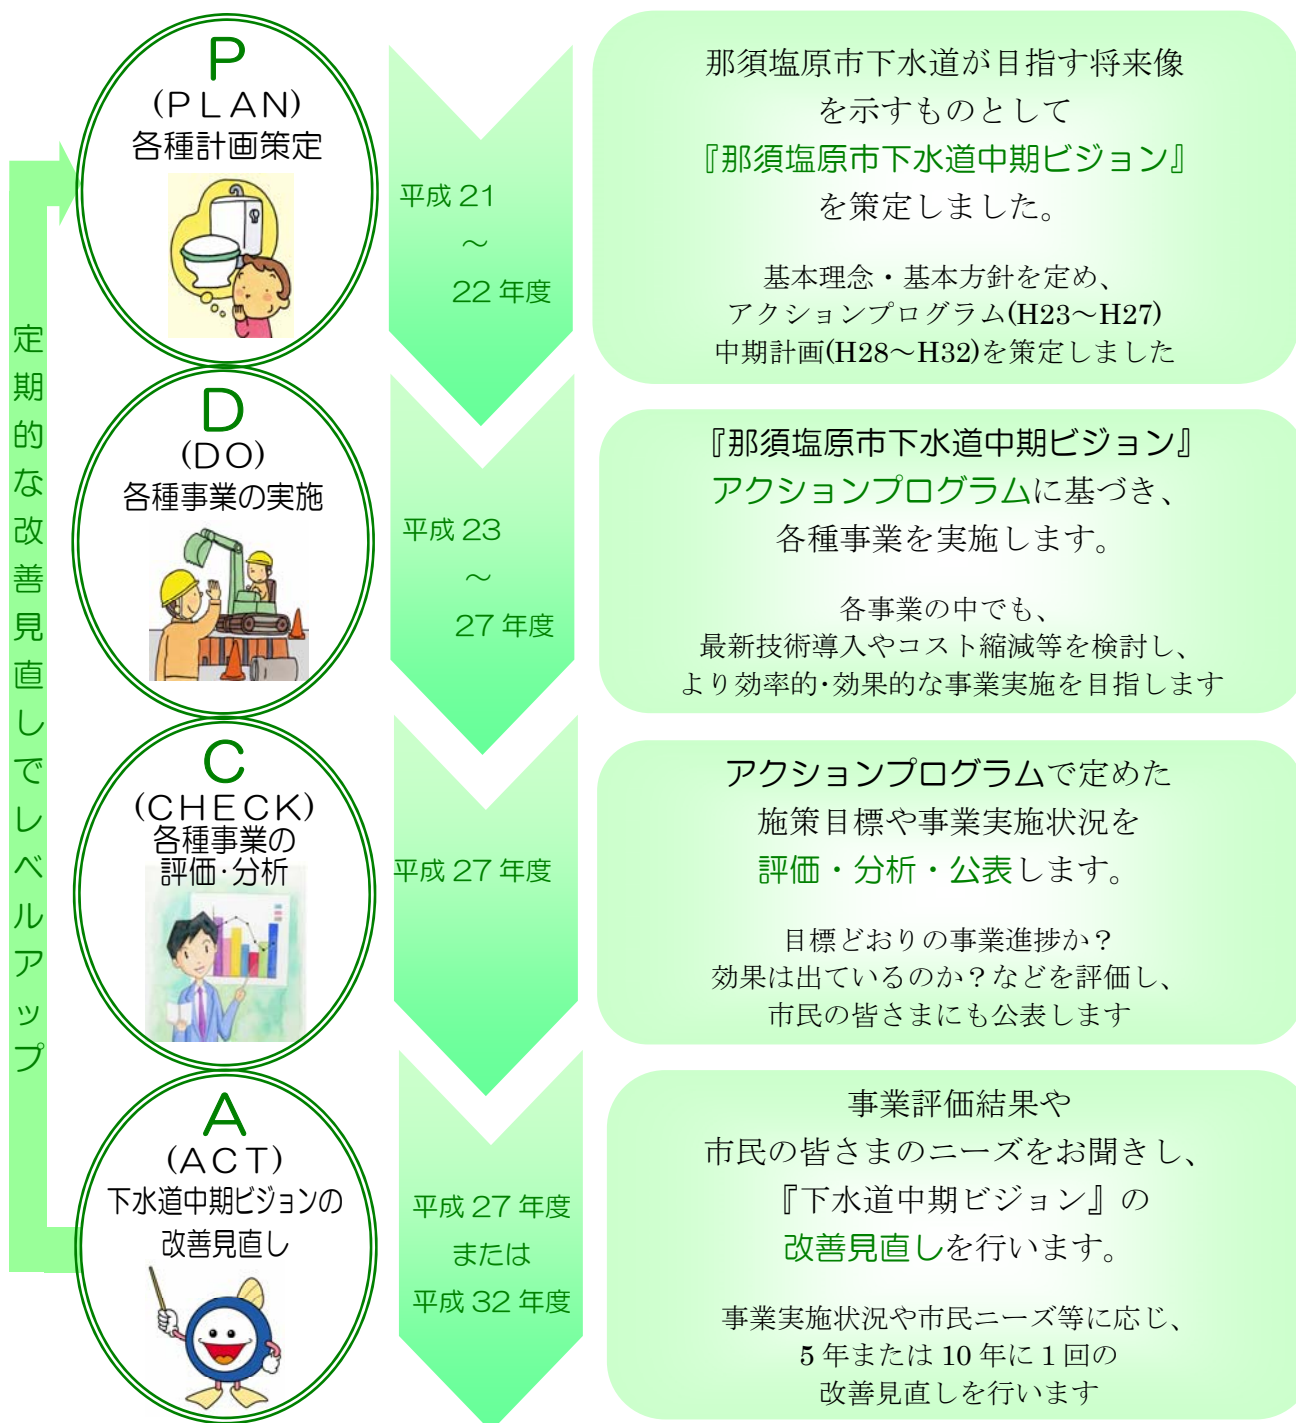 P
(PLAN)
各種計画策定
平成 21
～
22 年度
那須塩原市下水道が目指す将来像
を示すものとして
『那須塩原市下水道中期ビジョン』
を策定しました。
基本理念・基本方針を定め、
アクションプログラム(H23～H27)
中期計画(H28～H32)を策定しました
D
(DO)
各種事業の実施
平成 23
～
27 年度
『那須塩原市下水道中期ビジョン』
アクションプログラムに基づき、
各種事業を実施します。
各事業の中でも、
最新技術導入やコスト縮減等を検討し、
より効率的･効果的な事業実施を目指します
C
(CHECK)
各種事業の
評価･分析
平成 27 年度
アクションプログラムで定めた
施策目標や事業実施状況を
評価・分析・公表します。
目標どおりの事業進捗か？
効果は出ているのか？などを評価し、
市民の皆さまにも公表します
A
(ACT)
下水道中期ビジョンの
改善見直し
平成 27 年度
または
平成 32 年度
事業評価結果や
市民の皆さまのニーズをお聞きし、
『下水道中期ビジョン』の
改善見直しを行います。
事業実施状況や市民ニーズ等に応じ、
5 年または 10 年に 1 回の
改善見直しを行います
定期的な改善見直しでレベルアップ